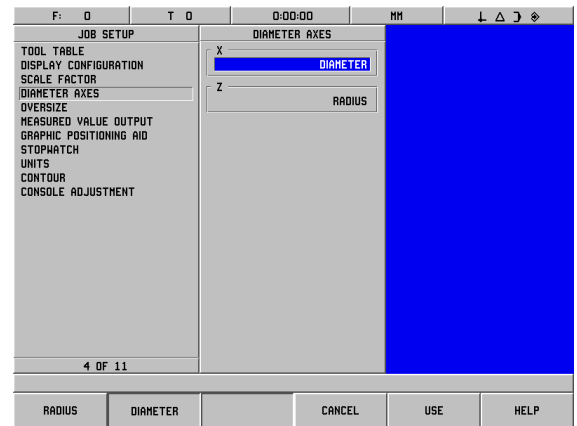 F: 0 T 0 0:00:00 MM
JOB SETUP
TOOL TABLE
DISPLAY CONFIGURATION
SCALE FACTOR
DIAMETER AXES
OVERSIZE
MEASURED VALUE OUTPUT
GRAPHIC POSITIONING AID
STOPWATCH
UNITS
CONTOUR
CONSOLE ADJUSTMENT
4 OF 11
DIAMETER AXES
X
DIAMETER
Z
RADIUS
RADIUS DIAMETER CANCEL USE HELP